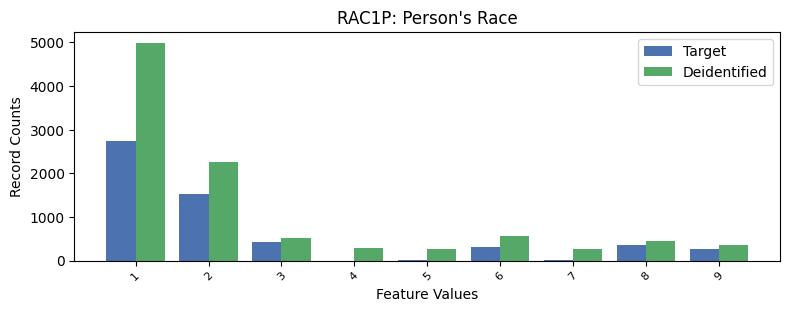 RAC1P: Person's Race
Record Counts
5000
4000
3000
2000
1000
0
Target
Deidentified
1 2 3 4 5 6 7 8 9
Feature Values